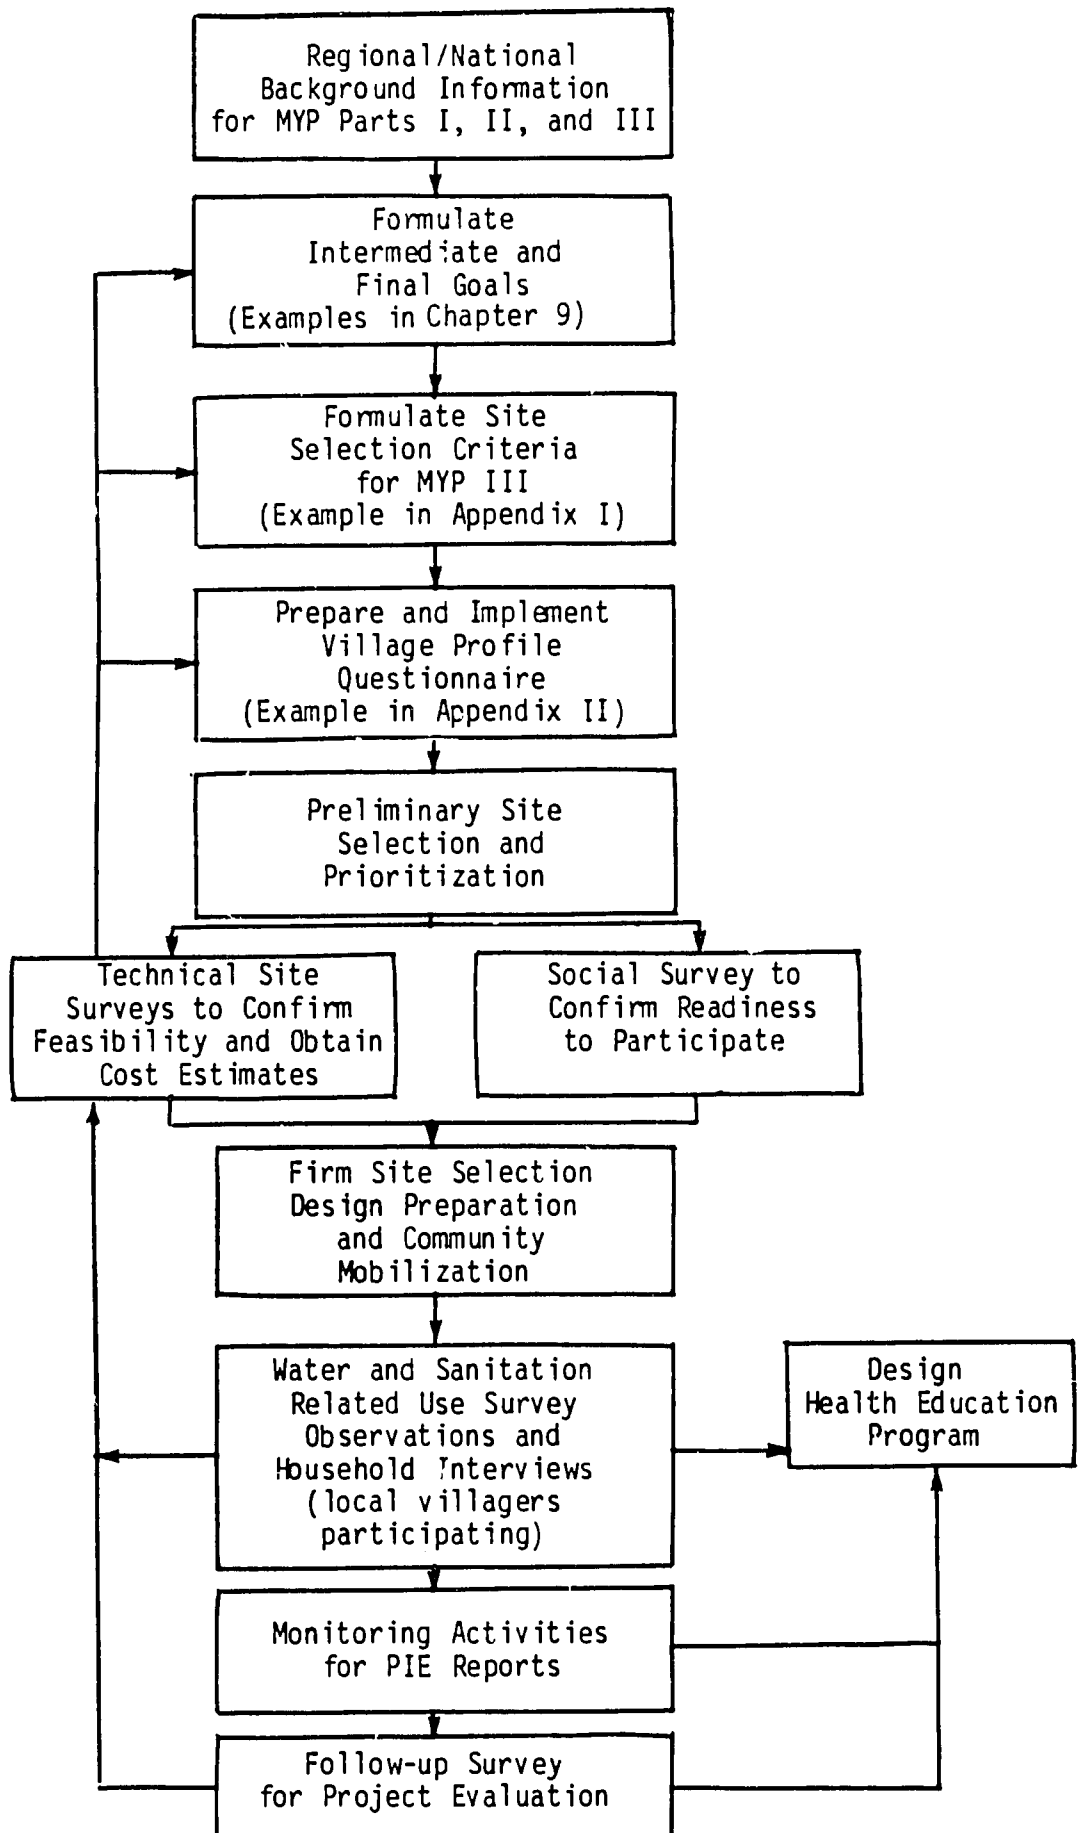 Regional/National
Background Information
for MYP Parts I, II, and III
Formulate
Intermediate and
Final Goals
(Examples in Chapter 9)
Formulate Site
Selection Criteria
for MYP III
(Example in Appendix I)
Prepare and Implement
Village Profile
Questionnaire
(Example in Appendix II)
Preliminary Site
Selection and
Prioritization
Technical Site
Surveys to Confirm
Feasibility and Obtain
Cost Estimates
Social Survey to
Confirm Readiness
to Participate
Firm Site Selection
Design Preparation
and Community
Mobilization
Water and Sanitation
Related Use Survey
Observations and
Household Interviews
(local villagers
participating)
Design
Health Education
Program
Monitoring Activities
for PIE Reports
Follow-up Survey
for Project Evaluation